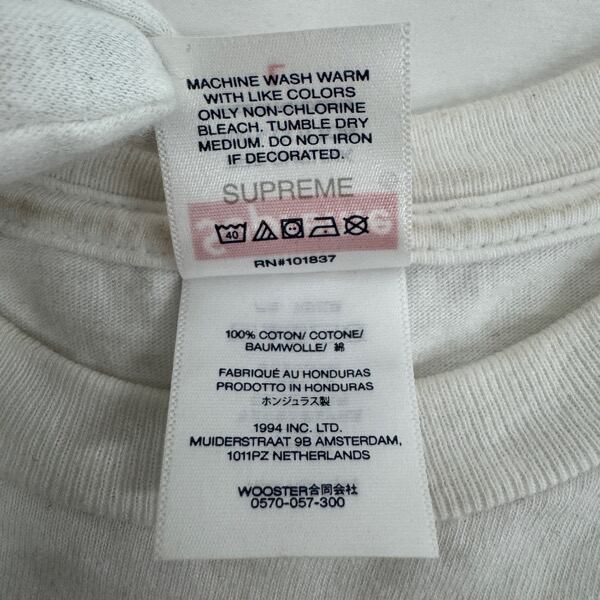 MACHINE WASH WARM
WITH LIKE COLORS
ONLY NON-CHLORINE
BLEACH. TUMBLE DRY
MEDIUM. DO NOT IRON
IF DECORATED.
SUPREME
40
RN#101837
100% COTON/ COTONE/
BAUMWOLLE/ 綿
FABRIQUÉ AU HONDURAS
PRODOTTO IN HONDURAS
ホンジュラス製
1994 INC. LTD.
MUIDERSTRAAT 9B AMSTERDAM,
1011PZ NETHERLANDS
WOOSTER合同会社
0570-057-300